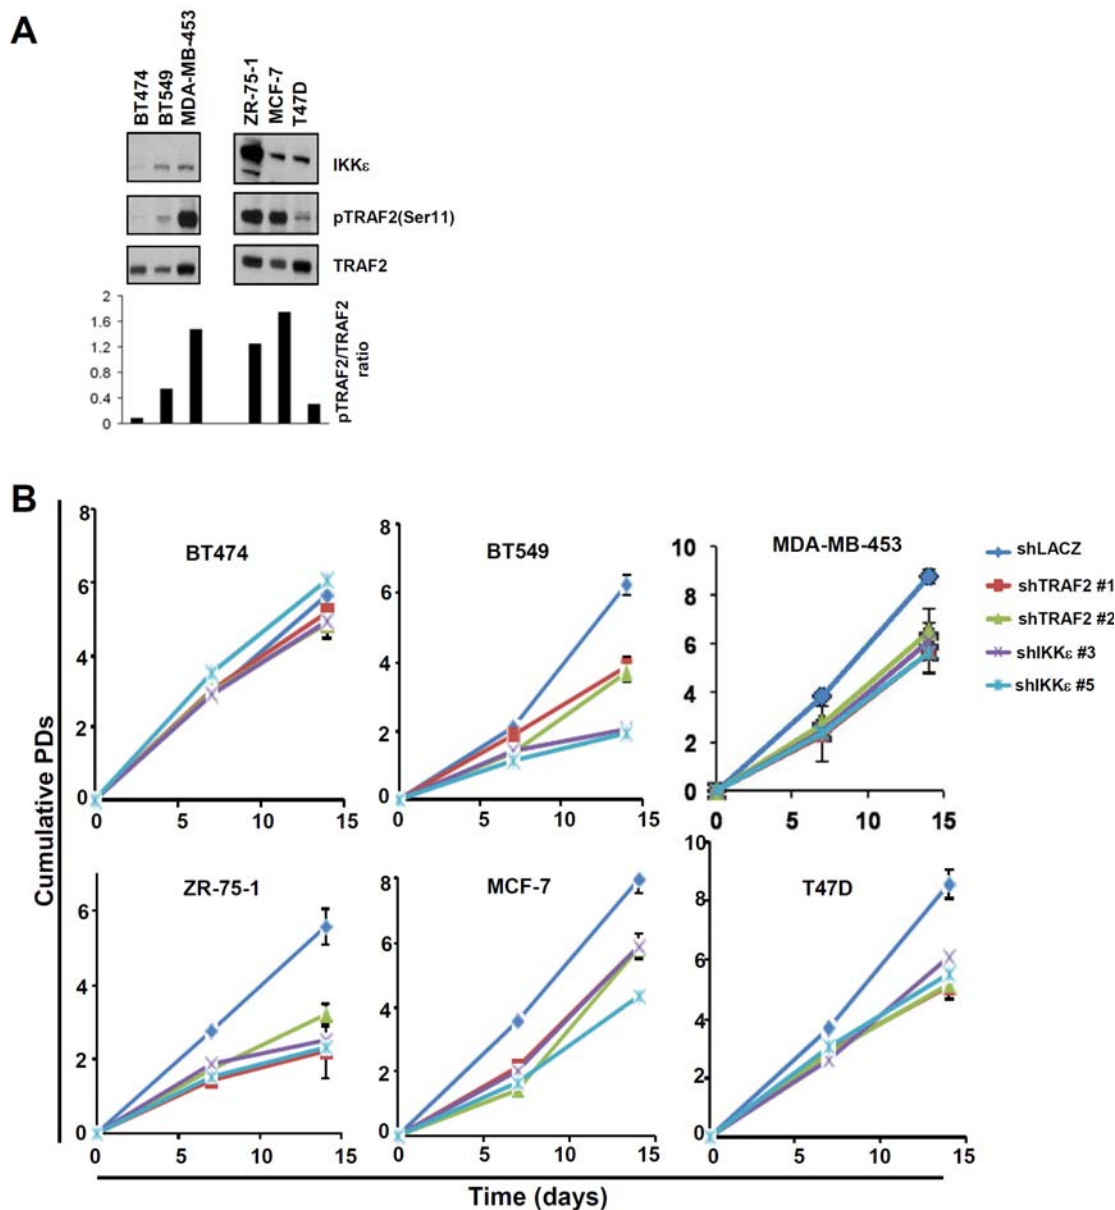 A
BT474
BT549
MDA-MB-453
ZR-75-1
MCF-7
T47D
IKKε
pTRAF2(Ser11)
TRAF2
2
1.6
1.2
0.8
0.4
0
pTRAF2/TRAF2
ratio
B
Cumulative PDs
BT474
8
6
4
2
0
0 5 10 15
BT549
8
6
4
2
0
0 5 10 15
MDA-MB-453
10
8
6
4
2
0
0 5 10 15
shLACZ
shTRAF2 #1
shTRAF2 #2
shIKKε #3
shIKKε #5
ZR-75-1
6
4
2
0
0 5 10 15
MCF-7
8
6
4
2
0
0 5 10 15
T47D
10
8
6
4
2
0
0 5 10 15
Time (days)